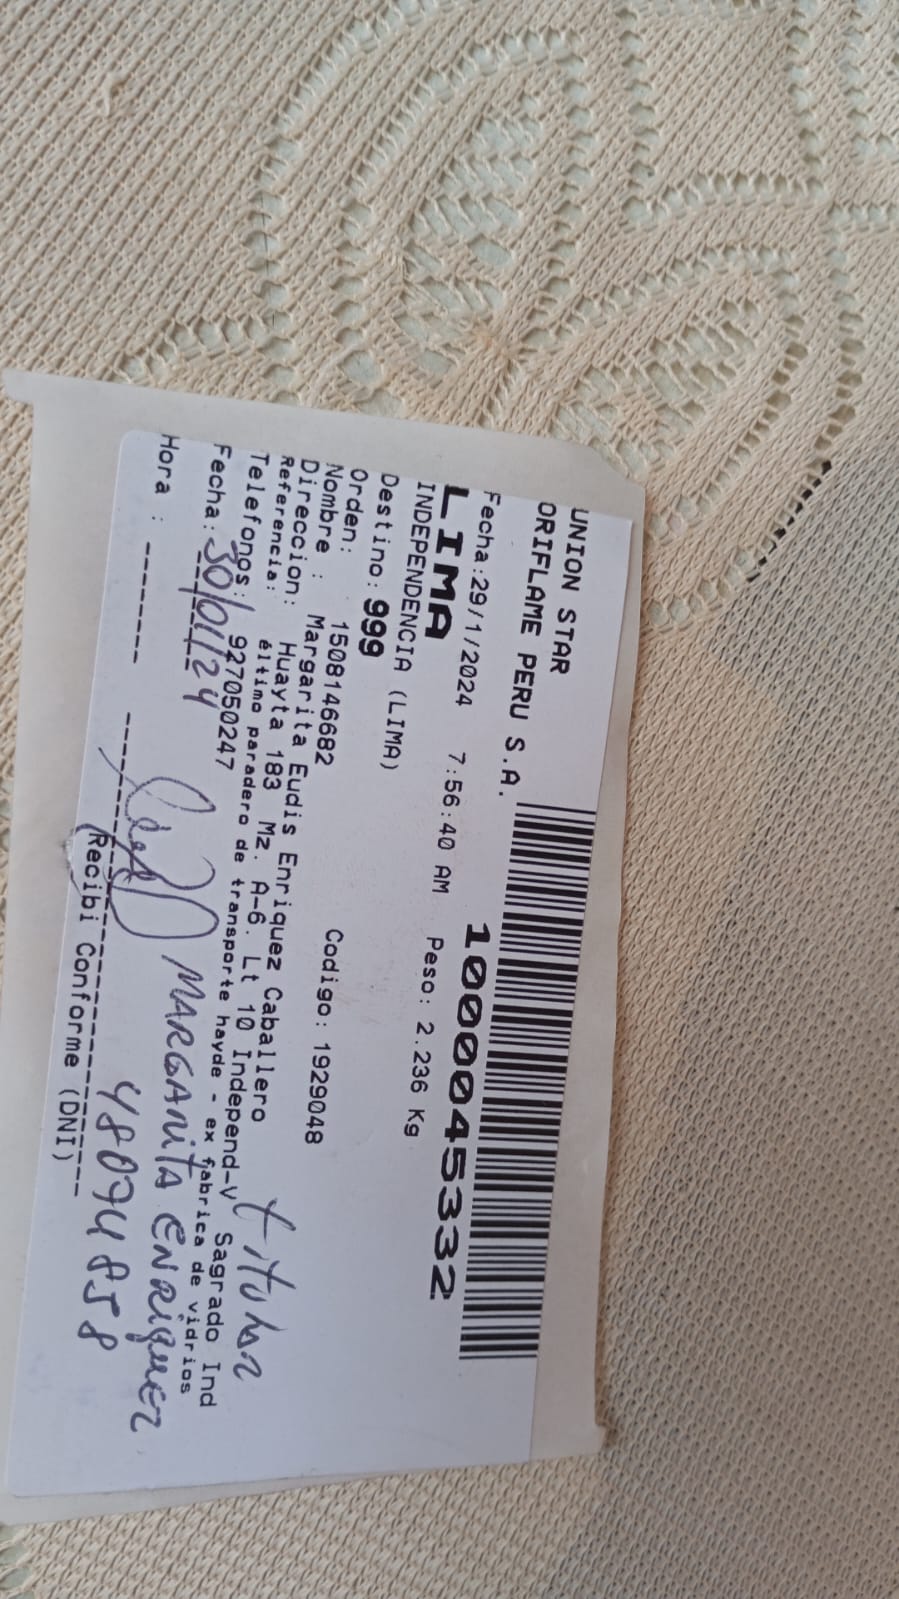 UNION STAR
ORIFLAME PERU S.A.
1000045332
Fecha:29/1/2024 7:56:40 AM Peso: 2.236 Kg
LIMA
INDEPENDENCIA (LIMA)
Destino: 999
Orden: 1508146682 Codigo: 1929048
Nombre : Margarita Eudis Enriquez Caballero
Direccion: Huayta 183 Mz. A-6. Lt 10 Independ-V Sagrado Ind
Referencia: éltimo paradero de transporte hayde - ex fabrica de vidrios
Telefonos: 927050247
titular
Fecha: 30/01/24
MARGARITA ENRIQUEZ
Hora :
48074858
(Recibi Conforme (DNI)